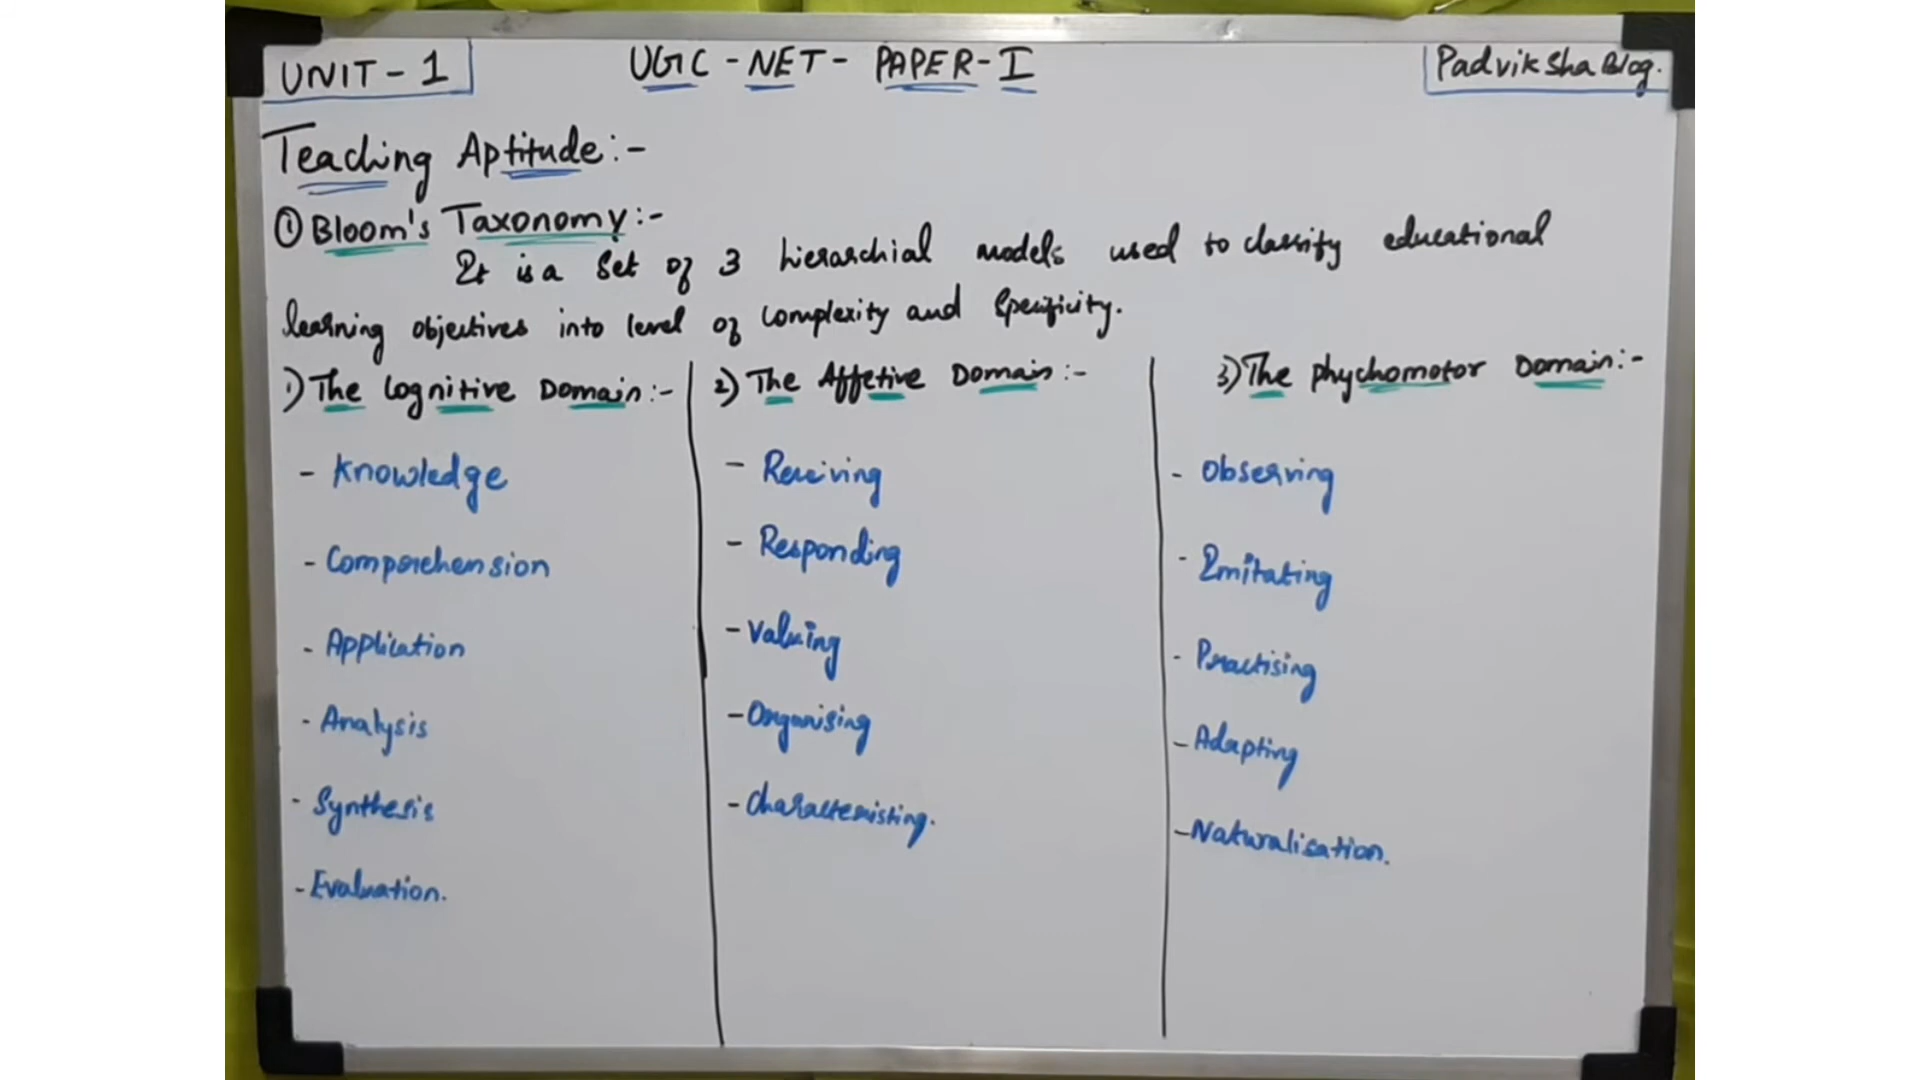 UNIT - 1
UGC - NET - PAPER - I
Padviksha Blog.
Teaching Aptitude:-
① Bloom's Taxonomy:-
It is a set of 3 hierarchial models used to classify educational
learning objectives into level of complexity and specificity.
1) The Cognitive Domain:-
- Knowledge
- Comprehension
- Application
- Analysis
- Synthesis
- Evaluation.
2) The Affetive Domain:-
- Receiving
- Responding
- Valuing
- Organising
- Characteristing.
3) The phychomotor Domain:-
- Observing
- Imitating
- Practising
- Adapting
- Naturalisation.